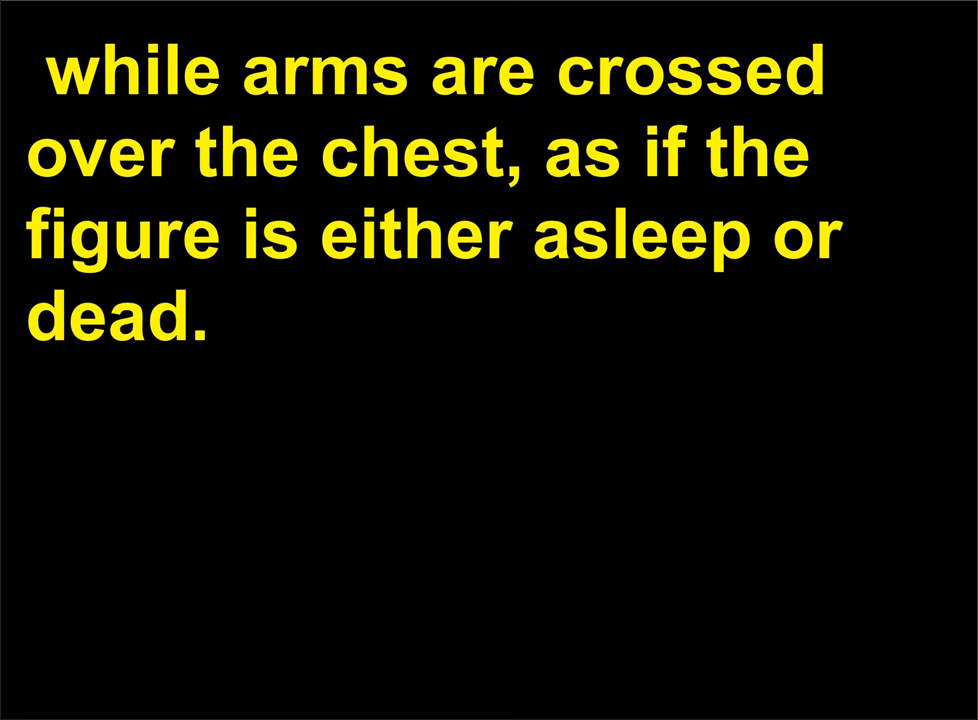 while arms are crossed
over the chest, as if the
figure is either asleep or
dead.